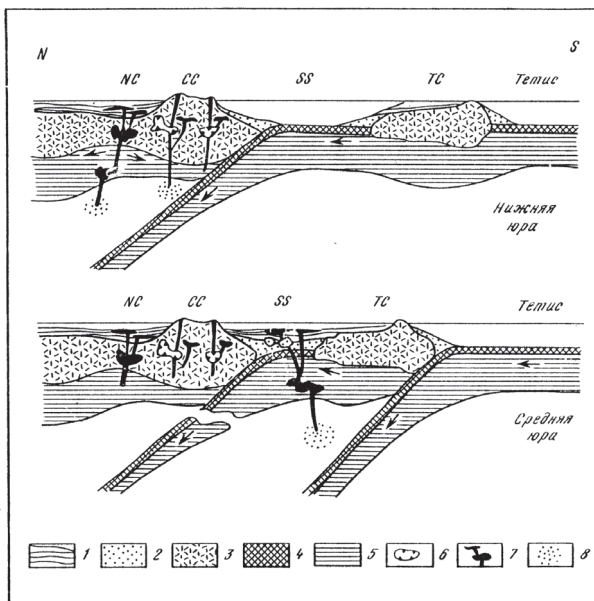 N S
NC CC SS TC Тетис
Нижняя
юра
NC CC SS TC Тетис
Средняя
юра
1 2 3 4 5 6 7 8